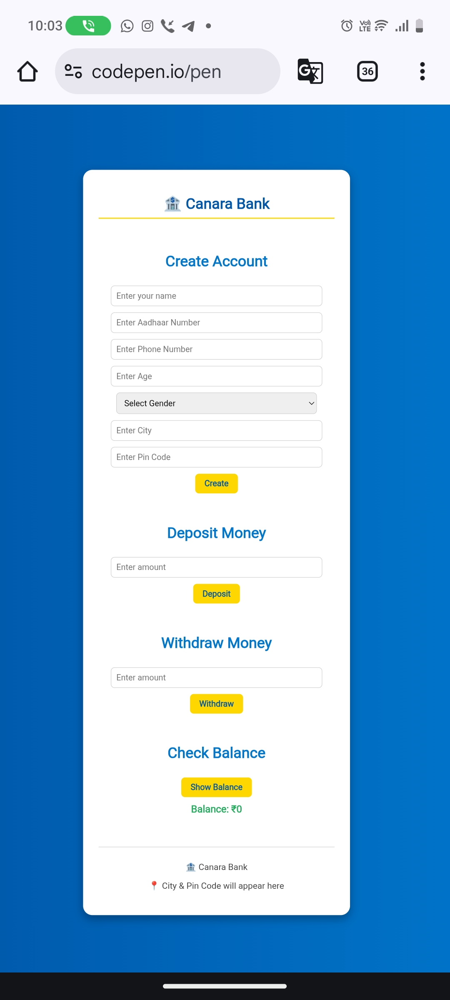 10:03
Vo) LTE
codepen.io/pen
36
🏦 Canara Bank
Create Account
Enter your name
Enter Aadhaar Number
Enter Phone Number
Enter Age
Select Gender
Enter City
Enter Pin Code
Create
Deposit Money
Enter amount
Deposit
Withdraw Money
Enter amount
Withdraw
Check Balance
Show Balance
Balance: ₹0
🏦 Canara Bank
📍 City & Pin Code will appear here